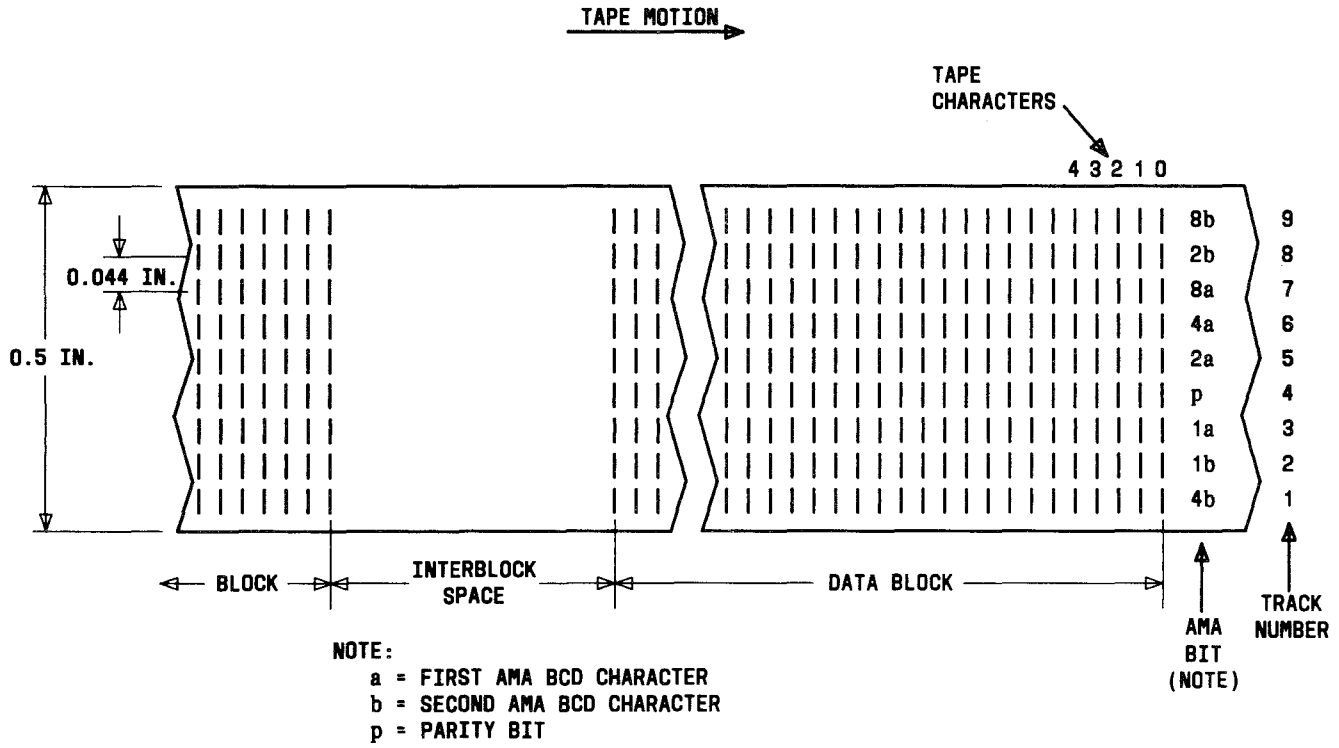 TAPE MOTION
TAPE
CHARACTERS
4 3 2 1 0
8b 9
2b 8
0.044 IN.
8a 7
4a 6
0.5 IN.
2a 5
p 4
1a 3
1b 2
4b 1
BLOCK
INTERBLOCK
SPACE
DATA BLOCK
AMA
BIT
(NOTE)
TRACK
NUMBER
NOTE:
a = FIRST AMA BCD CHARACTER
b = SECOND AMA BCD CHARACTER
p = PARITY BIT